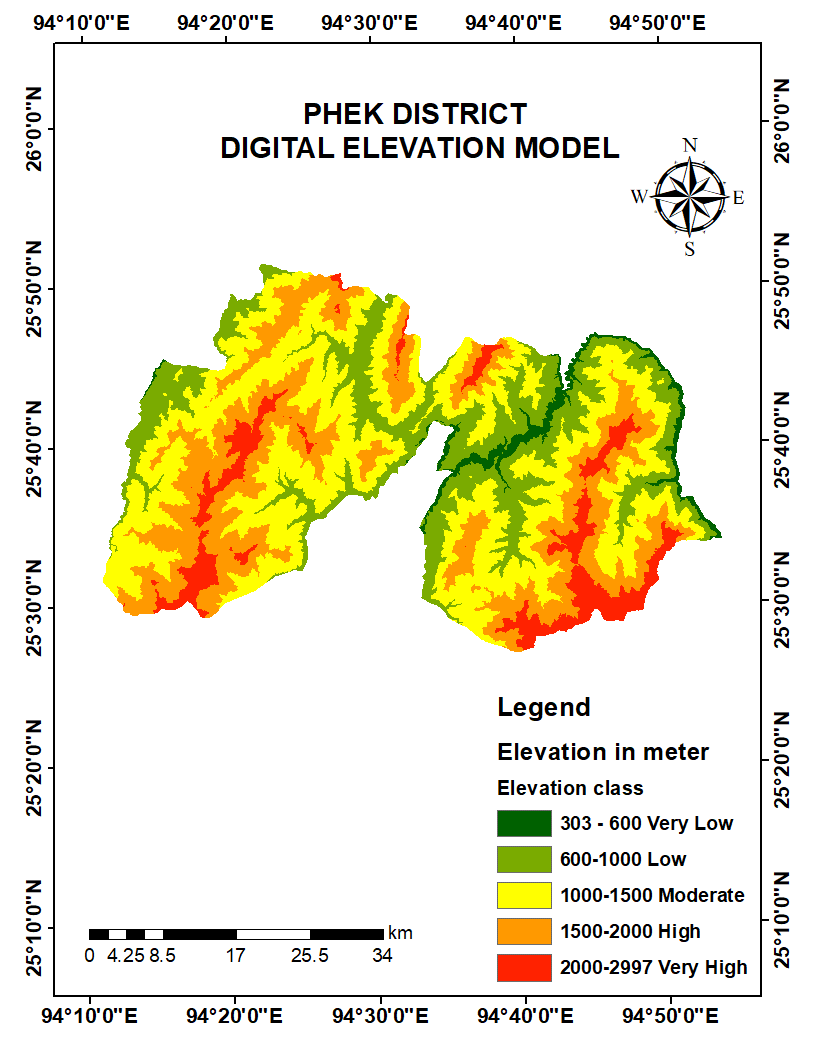 94°10'0"E 94°20'0"E 94°30'0"E 94°40'0"E 94°50'0"E
PHEK DISTRICT
DIGITAL ELEVATION MODEL
N
W E
S
26°0'0"N
25°50'0"N
25°40'0"N
25°30'0"N
25°20'0"N
25°10'0"N
26°0'0"N
25°50'0"N
25°40'0"N
25°30'0"N
25°20'0"N
25°10'0"N
Legend
Elevation in meter
Elevation class
303 - 600 Very Low
600-1000 Low
1000-1500 Moderate
1500-2000 High
2000-2997 Very High
km
0 4.25 8.5 17 25.5 34
94°10'0"E 94°20'0"E 94°30'0"E 94°40'0"E 94°50'0"E